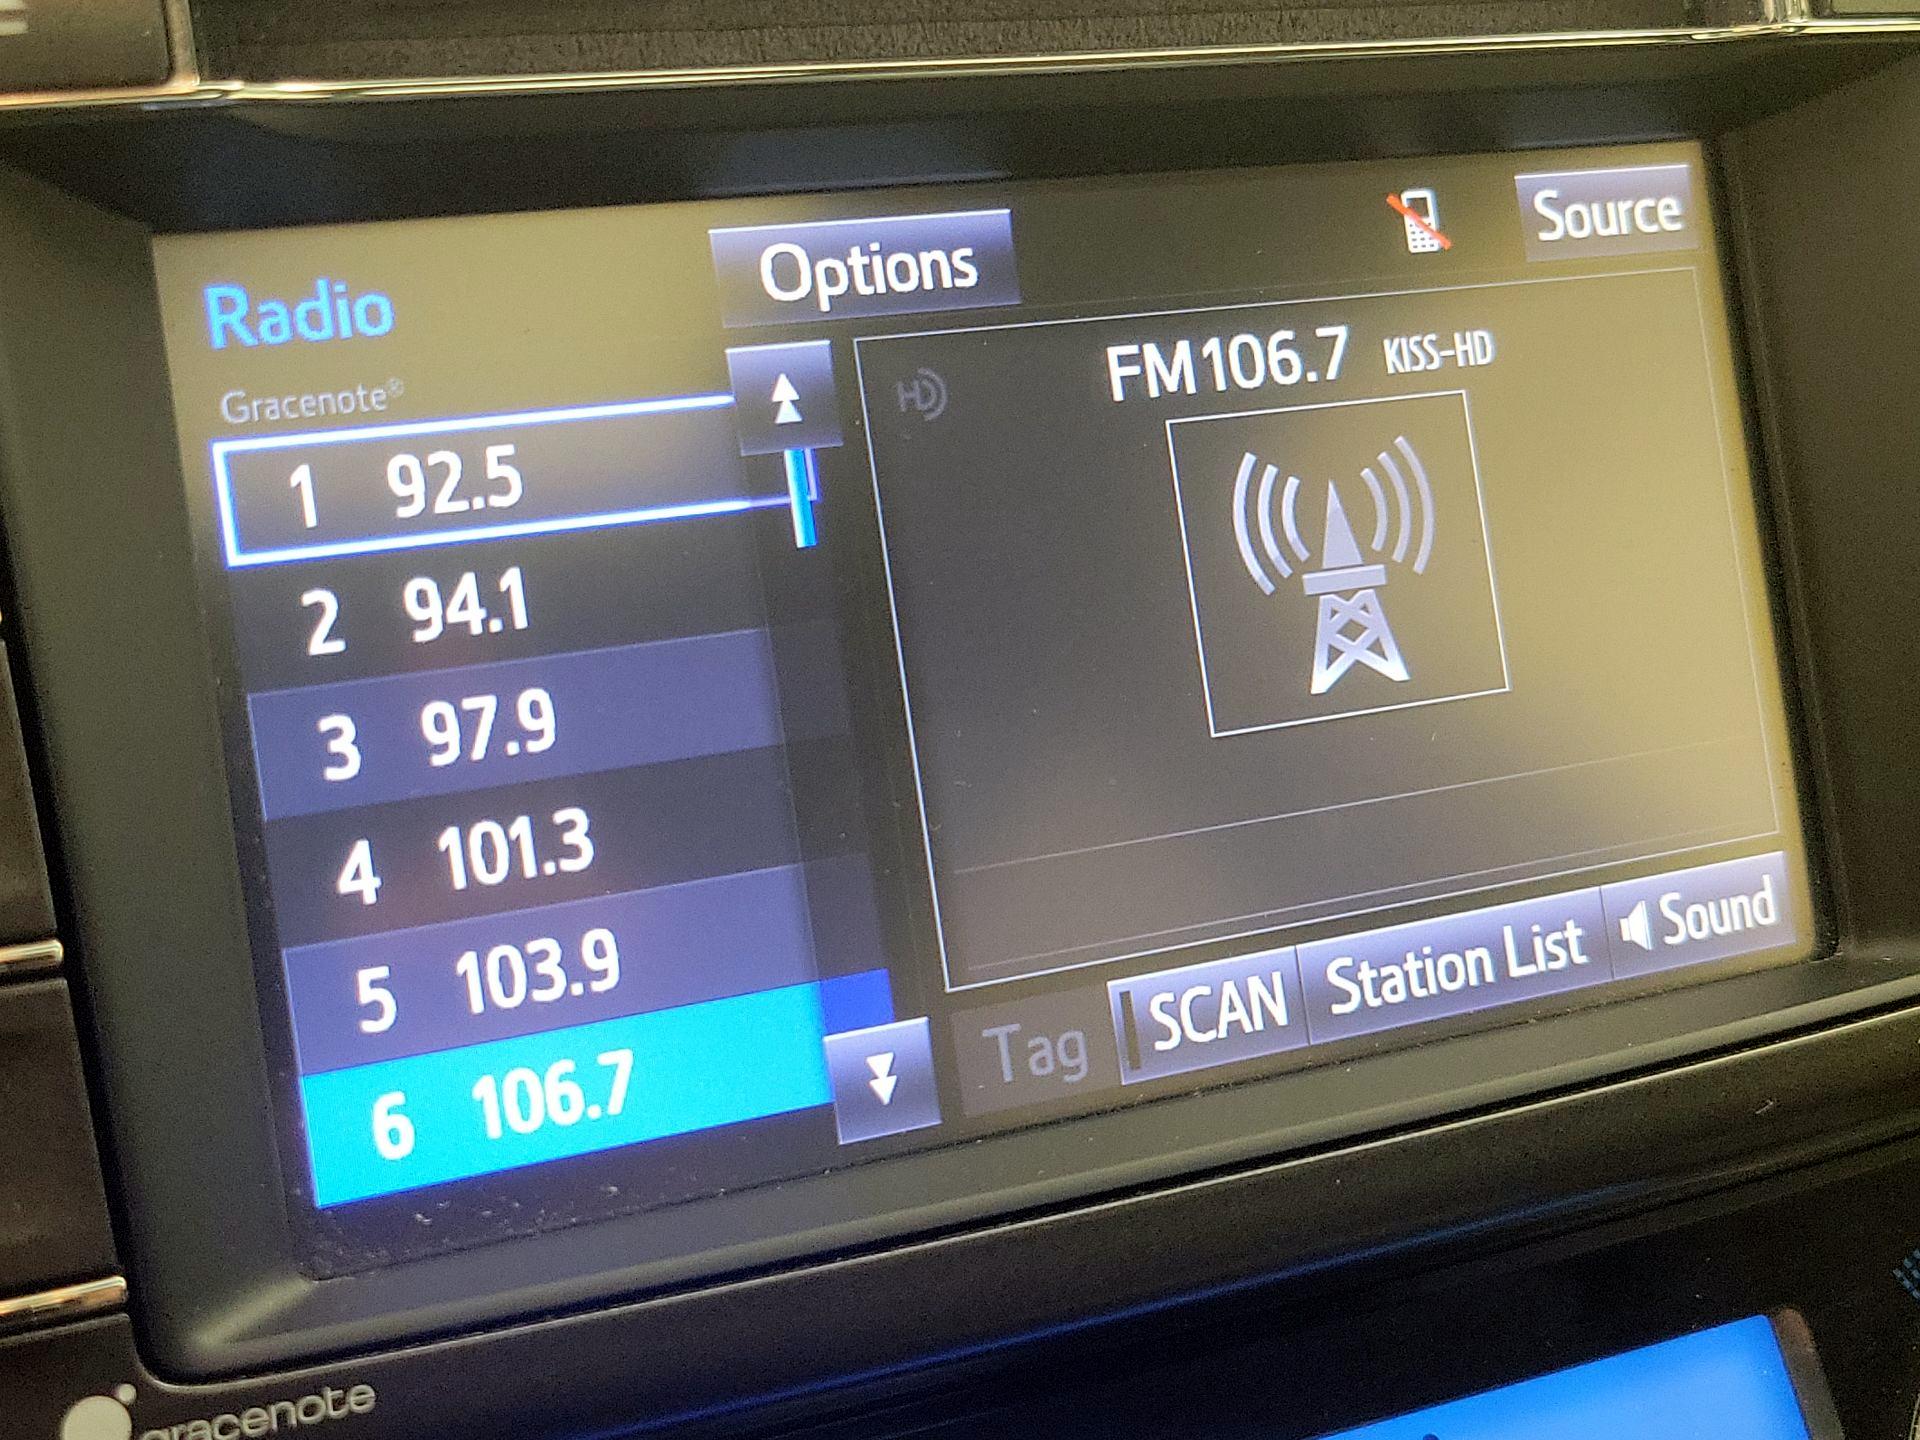 Options
Source
Radio
Gracenote®
FM106.7 KISS-HD
HD
1 92.5
2 94.1
3 97.9
4 101.3
5 103.9
6 106.7
Tag
SCAN
Station List
Sound
gracenote